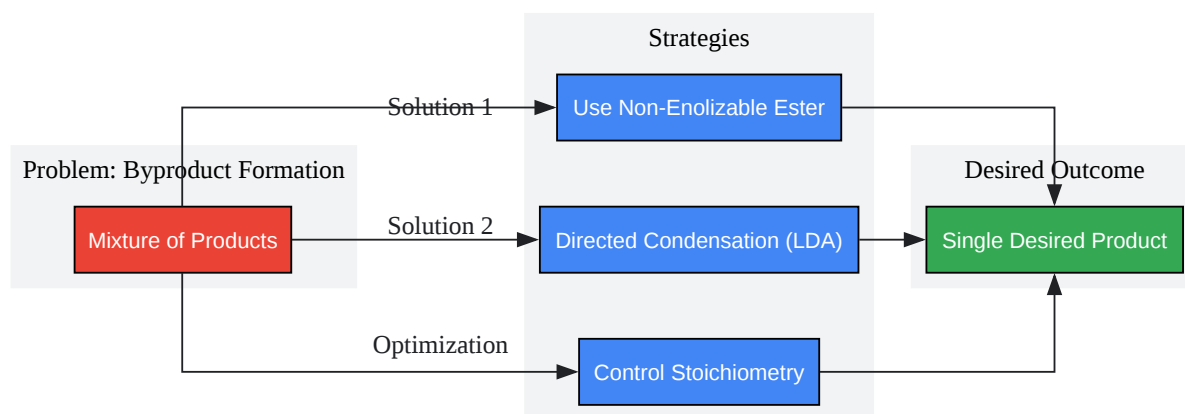 Strategies
Solution 1
Use Non-Enolizable Ester
Problem: Byproduct Formation
Desired Outcome
Mixture of Products
Solution 2
Directed Condensation (LDA)
Single Desired Product
Optimization
Control Stoichiometry